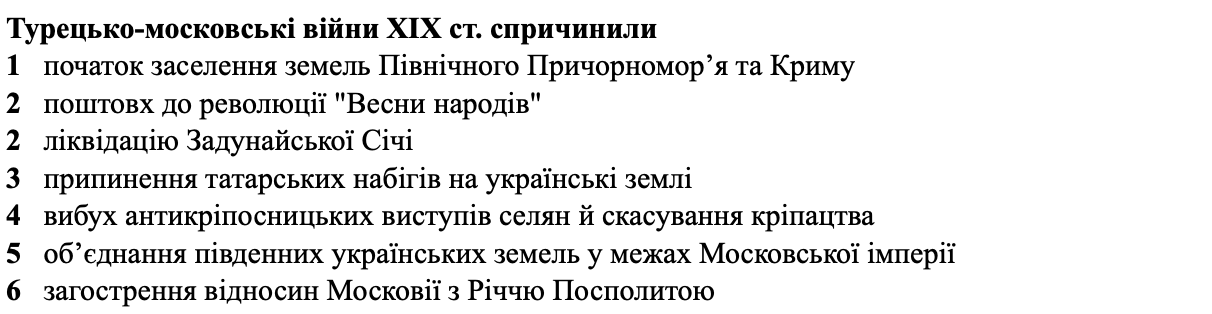 Турецько-московські війни XIX ст. спричинили
1 початок заселення земель Північного Причорномор’я та Криму
2 поштовх до революції "Весни народів"
2 ліквідацію Задунайської Січі
3 припинення татарських набігів на українські землі
4 вибух антикріпосницьких виступів селян й скасування кріпацтва
5 об’єднання південних українських земель у межах Московської імперії
6 загострення відносин Московії з Річчю Посполитою